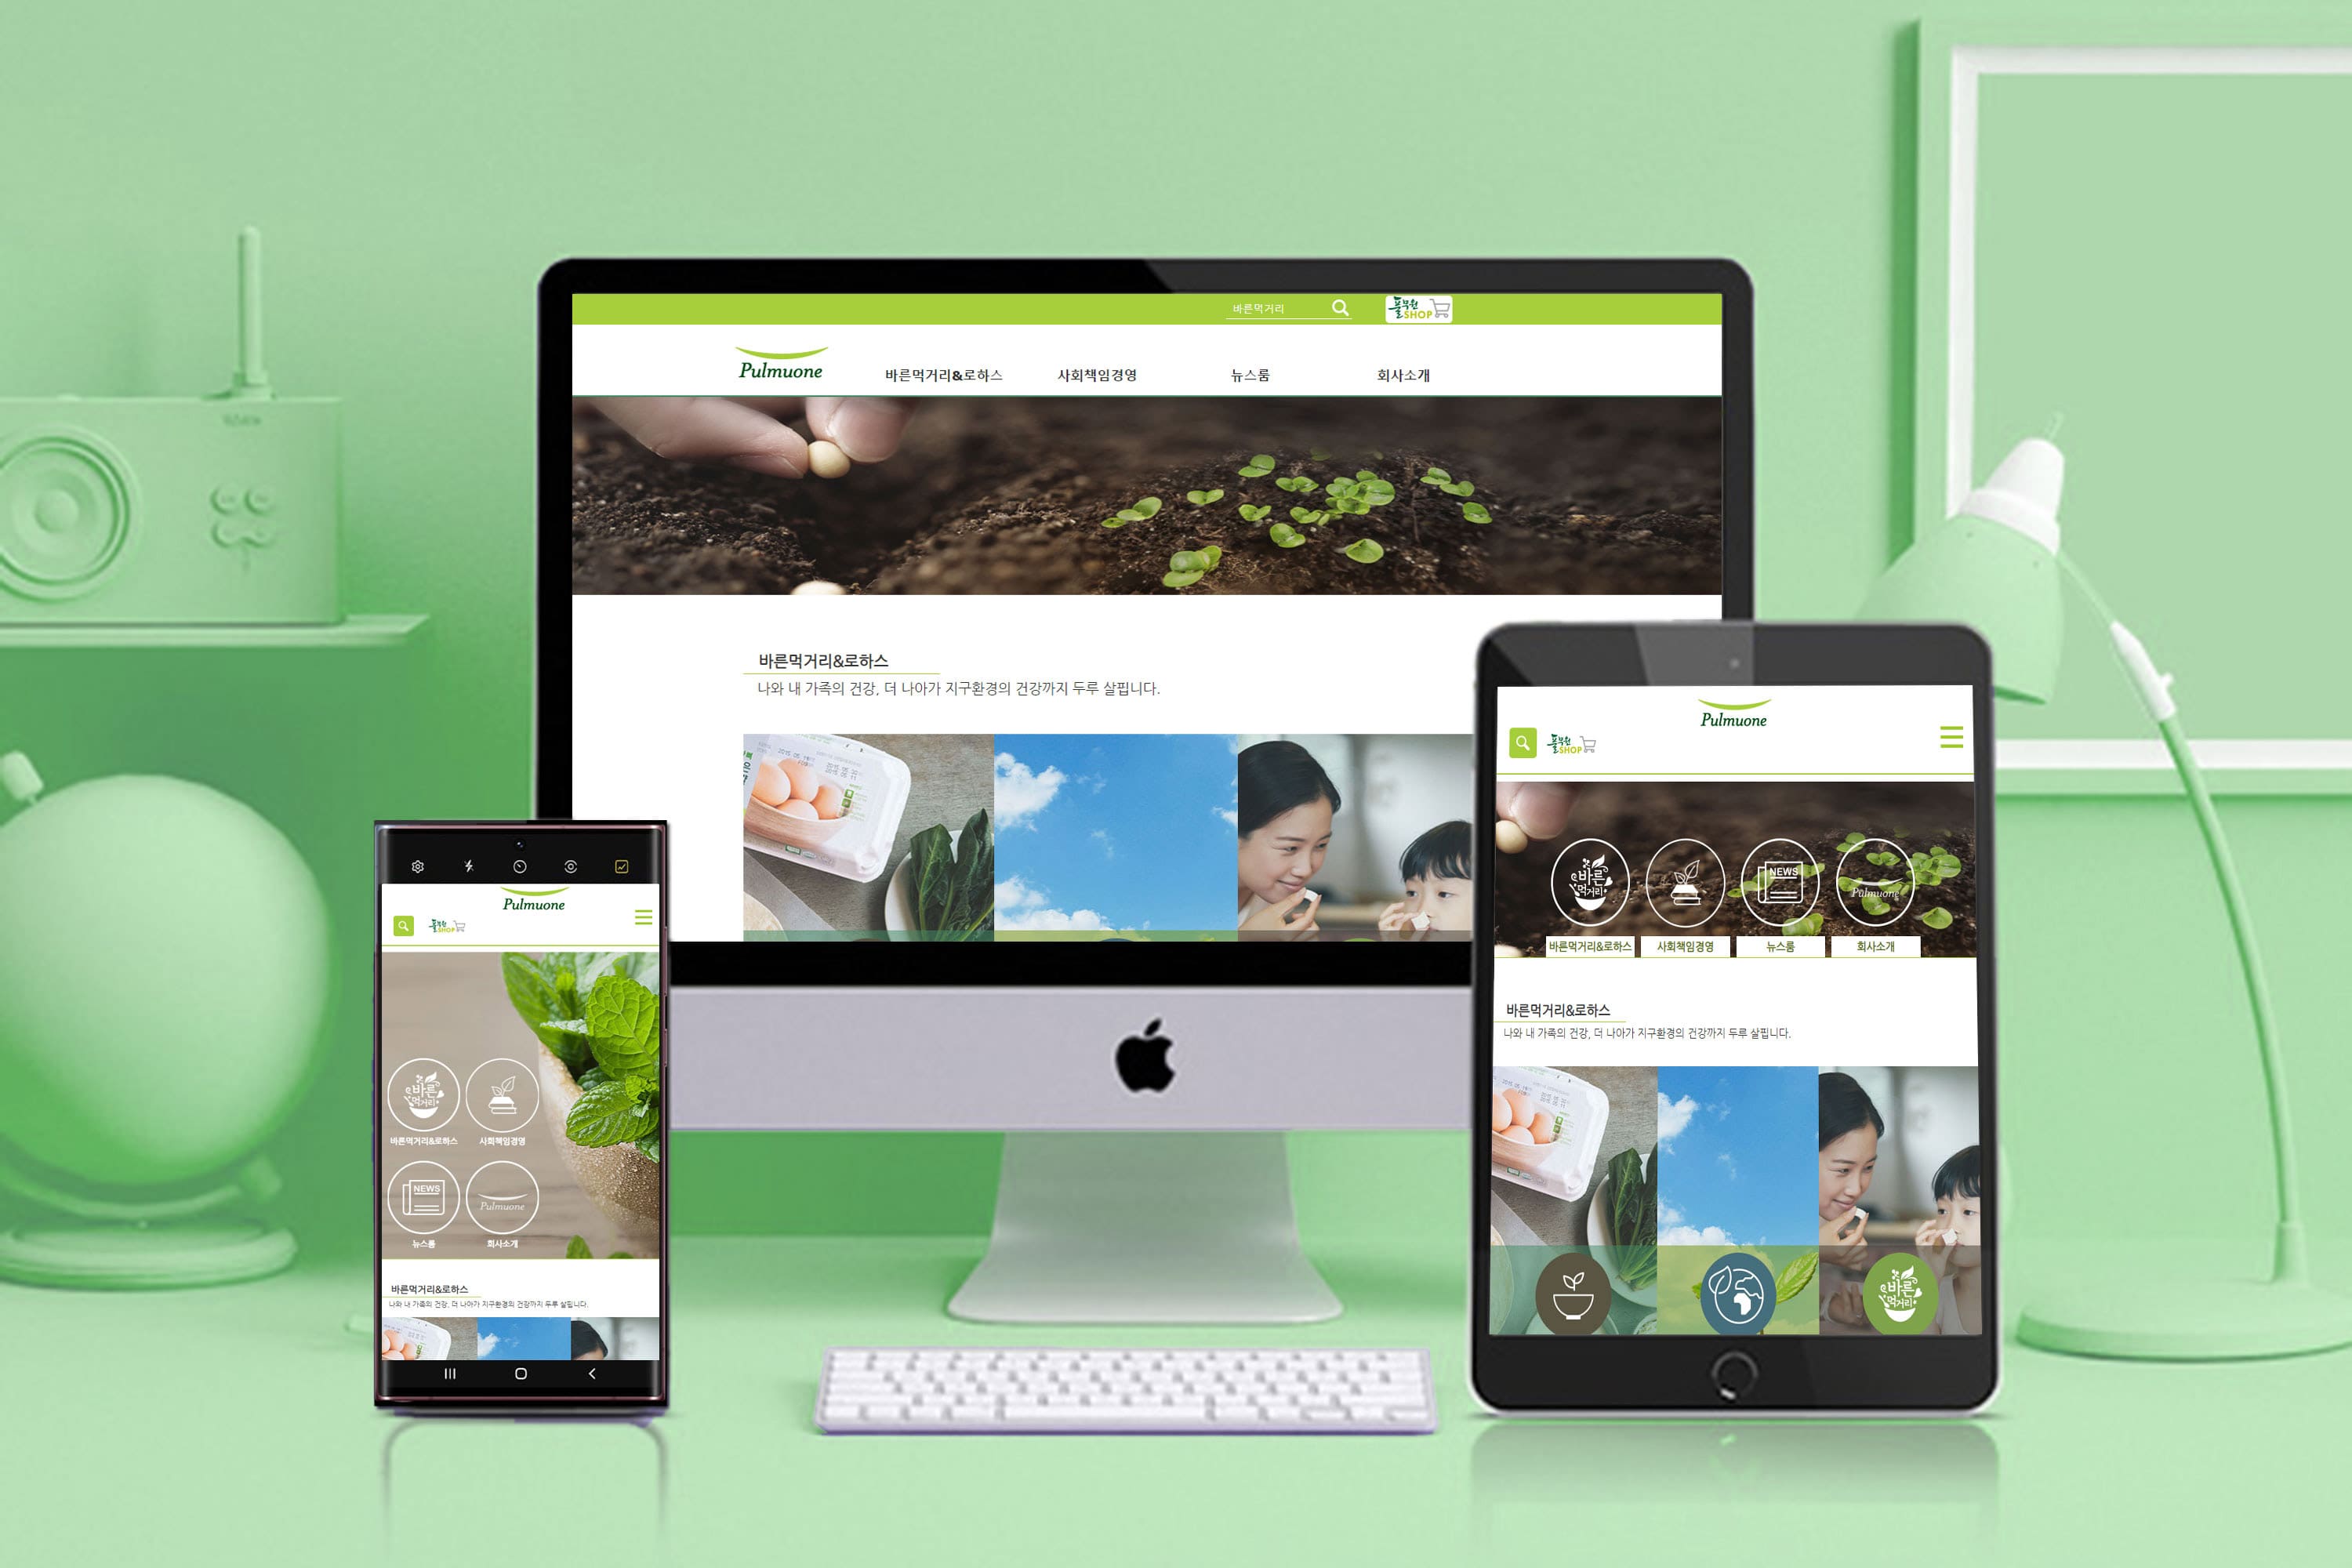 바른먹거리
풀무원
SHOP
Pulmuone
바른먹거리&로하스
사회책임경영
뉴스룸
회사소개
바른먹거리&로하스
나와 내 가족의 건강, 더 나아가 지구환경의 건강까지 두루 살핍니다.
Pulmuone
풀무원
SHOP
바른
먹거리
NEWS
Pulmuone
바른먹거리&로하스
사회책임경영
뉴스룸
회사소개
바른먹거리&로하스
나와 내 가족의 건강, 더 나아가 지구환경의 건강까지 두루 살핍니다.
바른
먹거리
Pulmuone
풀무원
SHOP
바른
먹거리
바른먹거리&로하스
사회책임경영
NEWS
Pulmuone
뉴스룸
회사소개
바른먹거리&로하스
나와 내 가족의 건강, 더 나아가 지구환경의 건강까지 두루 살핍니다.